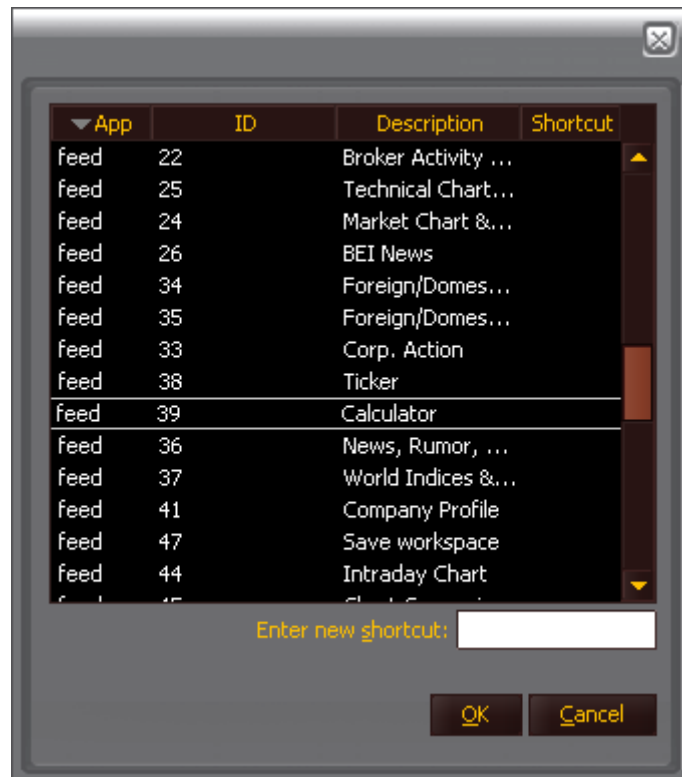 App ID Description Shortcut
feed 22 Broker Activity ...
feed 25 Technical Chart...
feed 24 Market Chart &...
feed 26 BEI News
feed 34 Foreign/Domes...
feed 35 Foreign/Domes...
feed 33 Corp. Action
feed 38 Ticker
feed 39 Calculator
feed 36 News, Rumor, ...
feed 37 World Indices &...
feed 41 Company Profile
feed 47 Save workspace
feed 44 Intraday Chart
Enter new shortcut:
OK Cancel